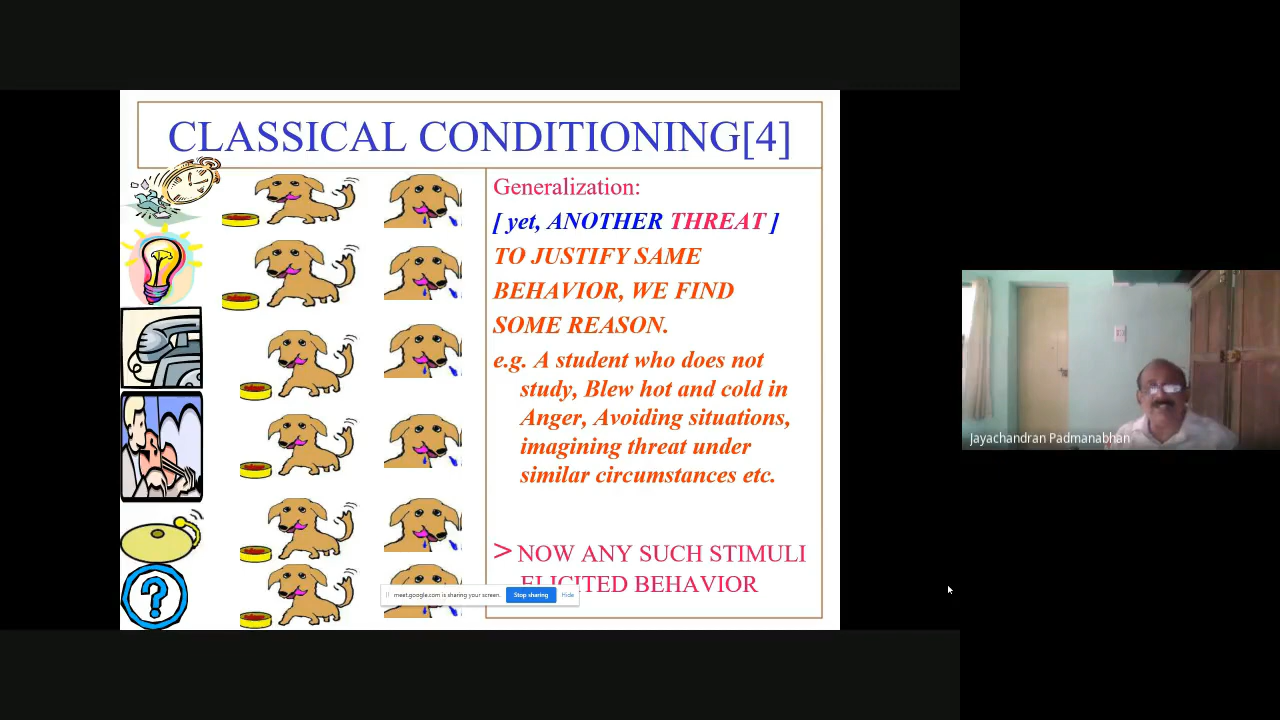 CLASSICAL CONDITIONING[4]
Generalization:
[ yet, ANOTHER THREAT ]
TO JUSTIFY SAME
BEHAVIOR, WE FIND
SOME REASON.
e.g. A student who does not
study, Blew hot and cold in
Anger, Avoiding situations,
imagining threat under
similar circumstances etc.
> NOW ANY SUCH STIMULI
ELICITED BEHAVIOR
?
meet.google.com is sharing your screen. Stop sharing Hide
Jayachandran Padmanabhan